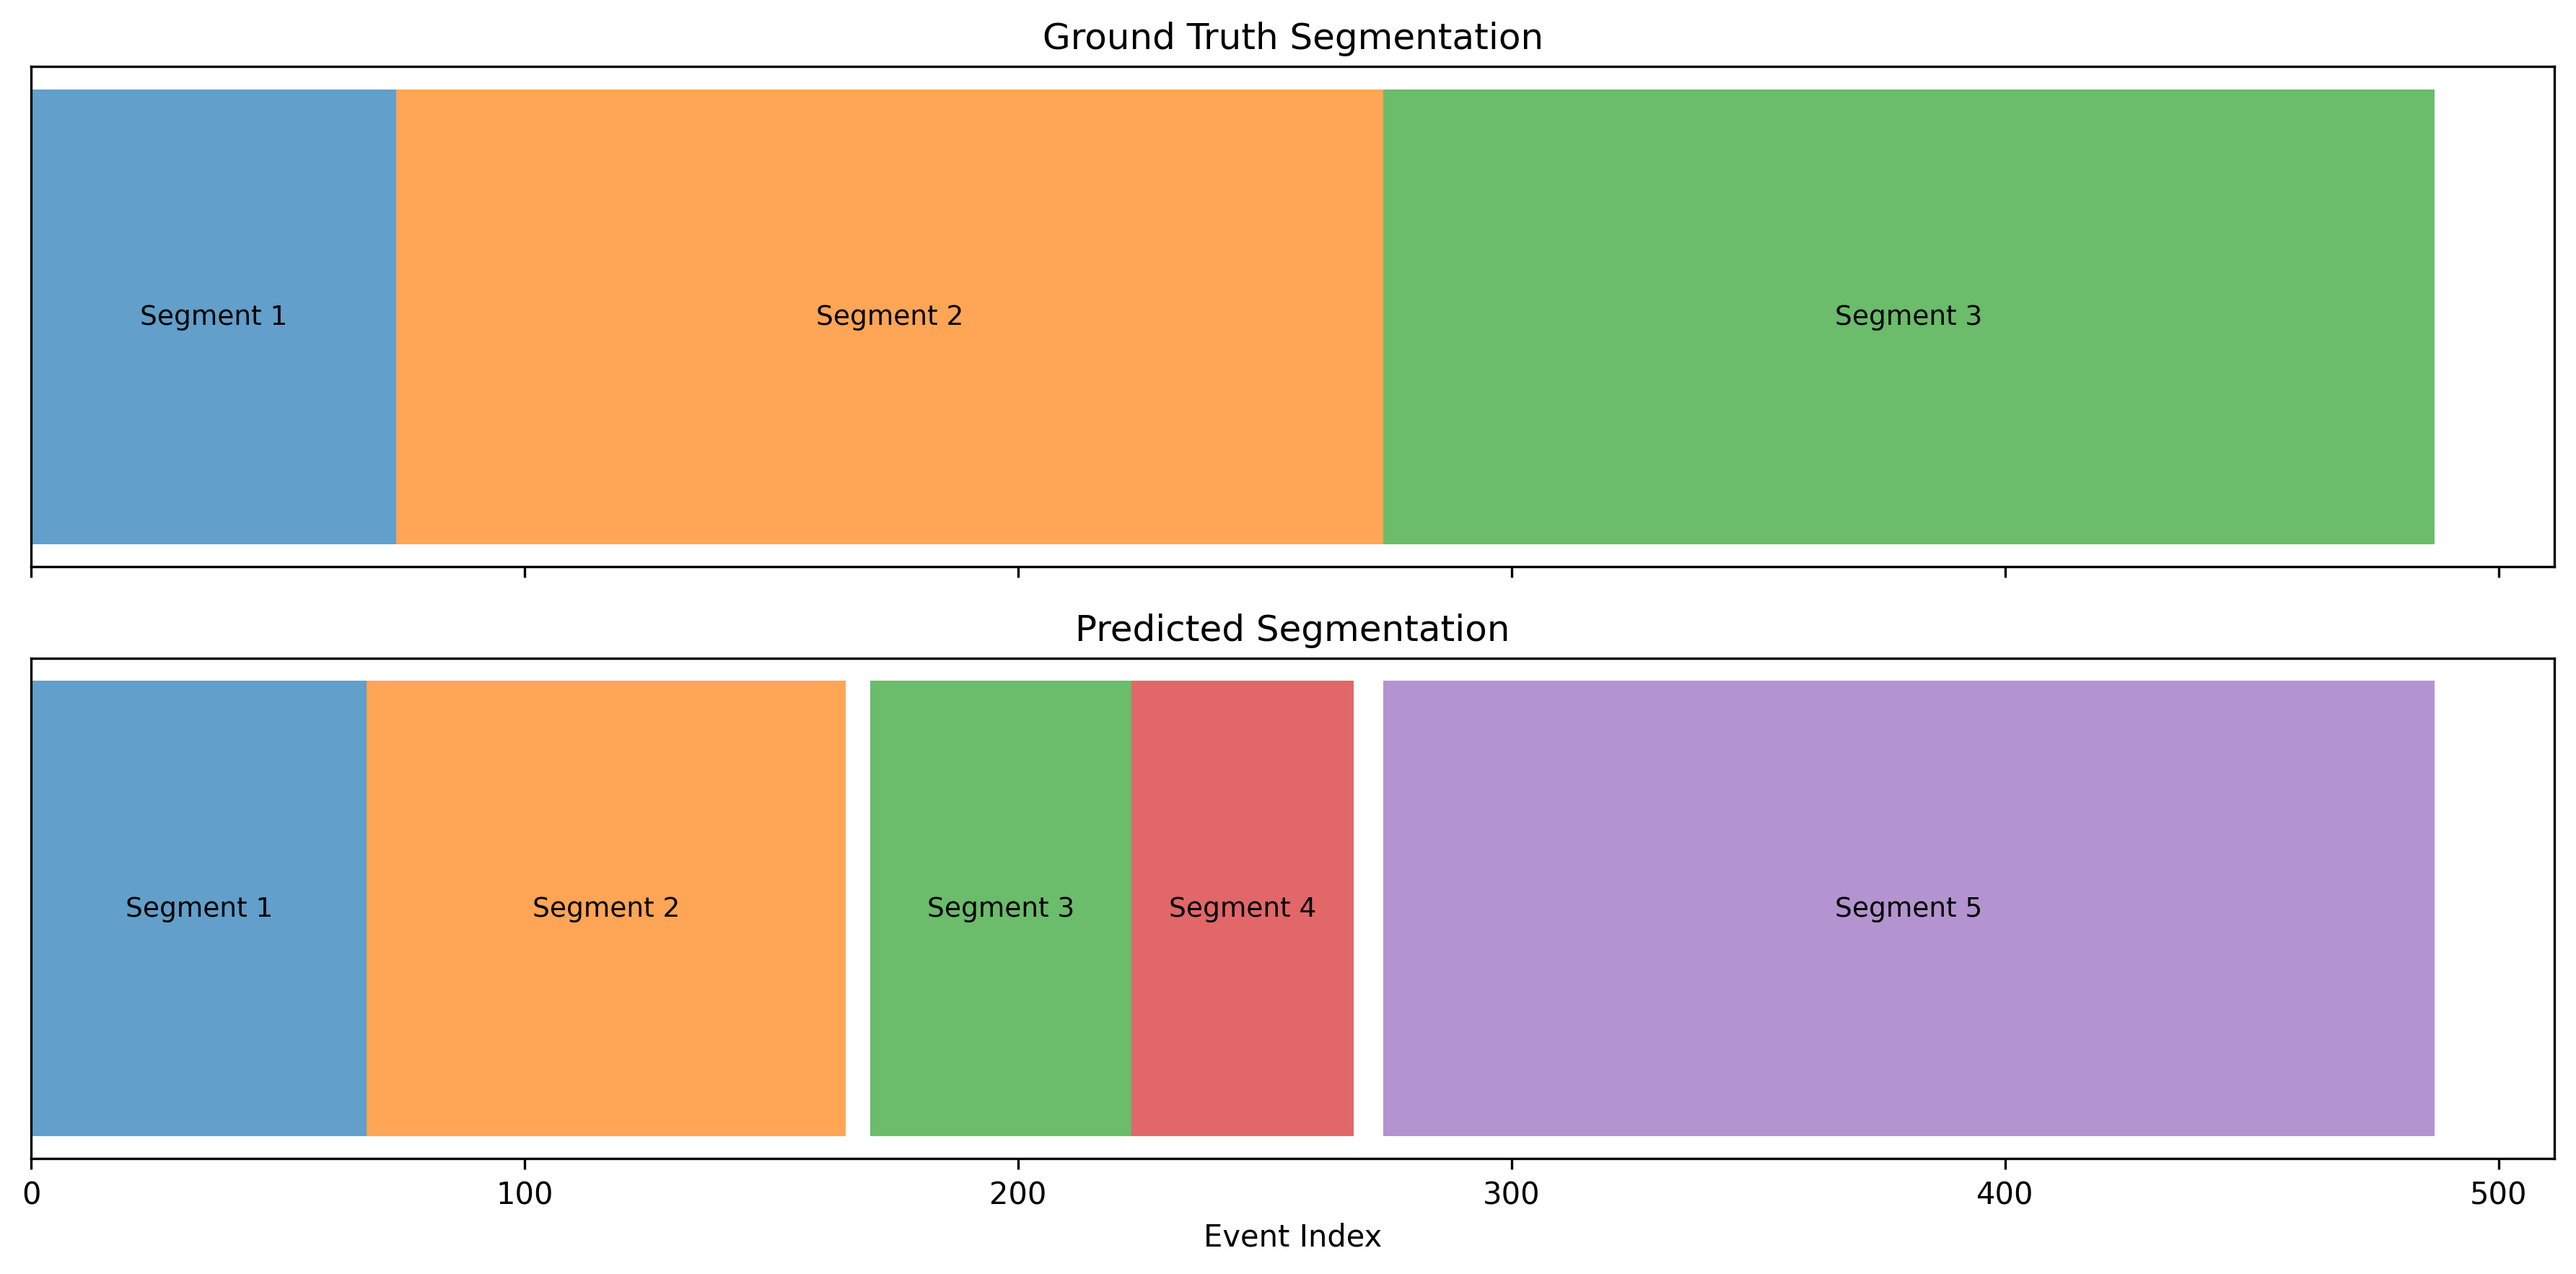 Ground Truth Segmentation
Segment 1
Segment 2
Segment 3
Predicted Segmentation
Segment 1
Segment 2
Segment 3
Segment 4
Segment 5
0
100
200
300
400
500
Event Index